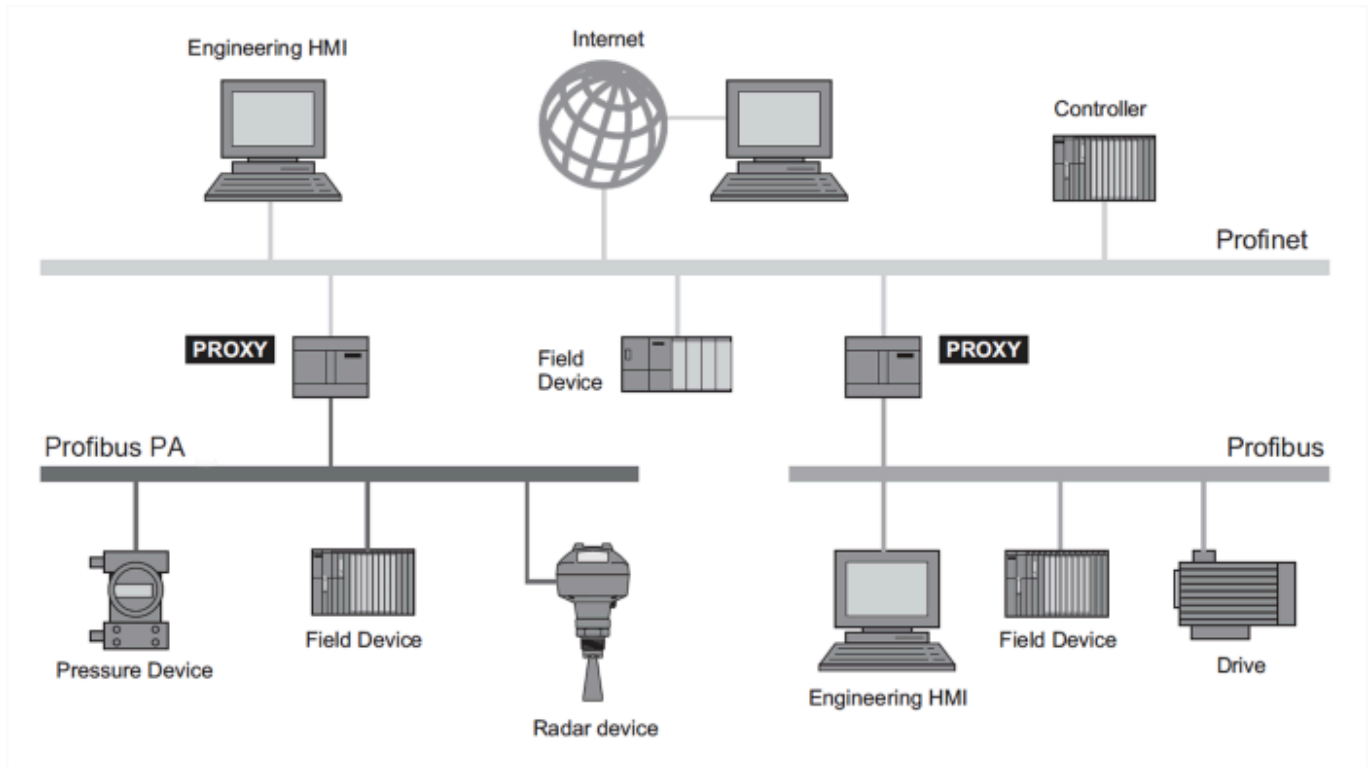 Engineering HMI
Internet
Controller
Profinet
PROXY
Field
Device
PROXY
Profibus PA
Profibus
Pressure Device
Field Device
Radar device
Engineering HMI
Field Device
Drive